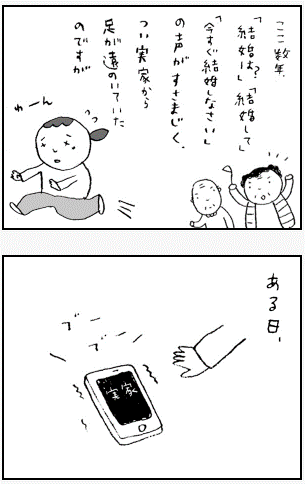 ここ数年、
「結婚は?」「結婚して」
「今すぐ結婚しなさい」
の声がすさまじく、
つい実家から
足が遠のいていた
のですが
わーん
ある日、
ブー
ブー
実家